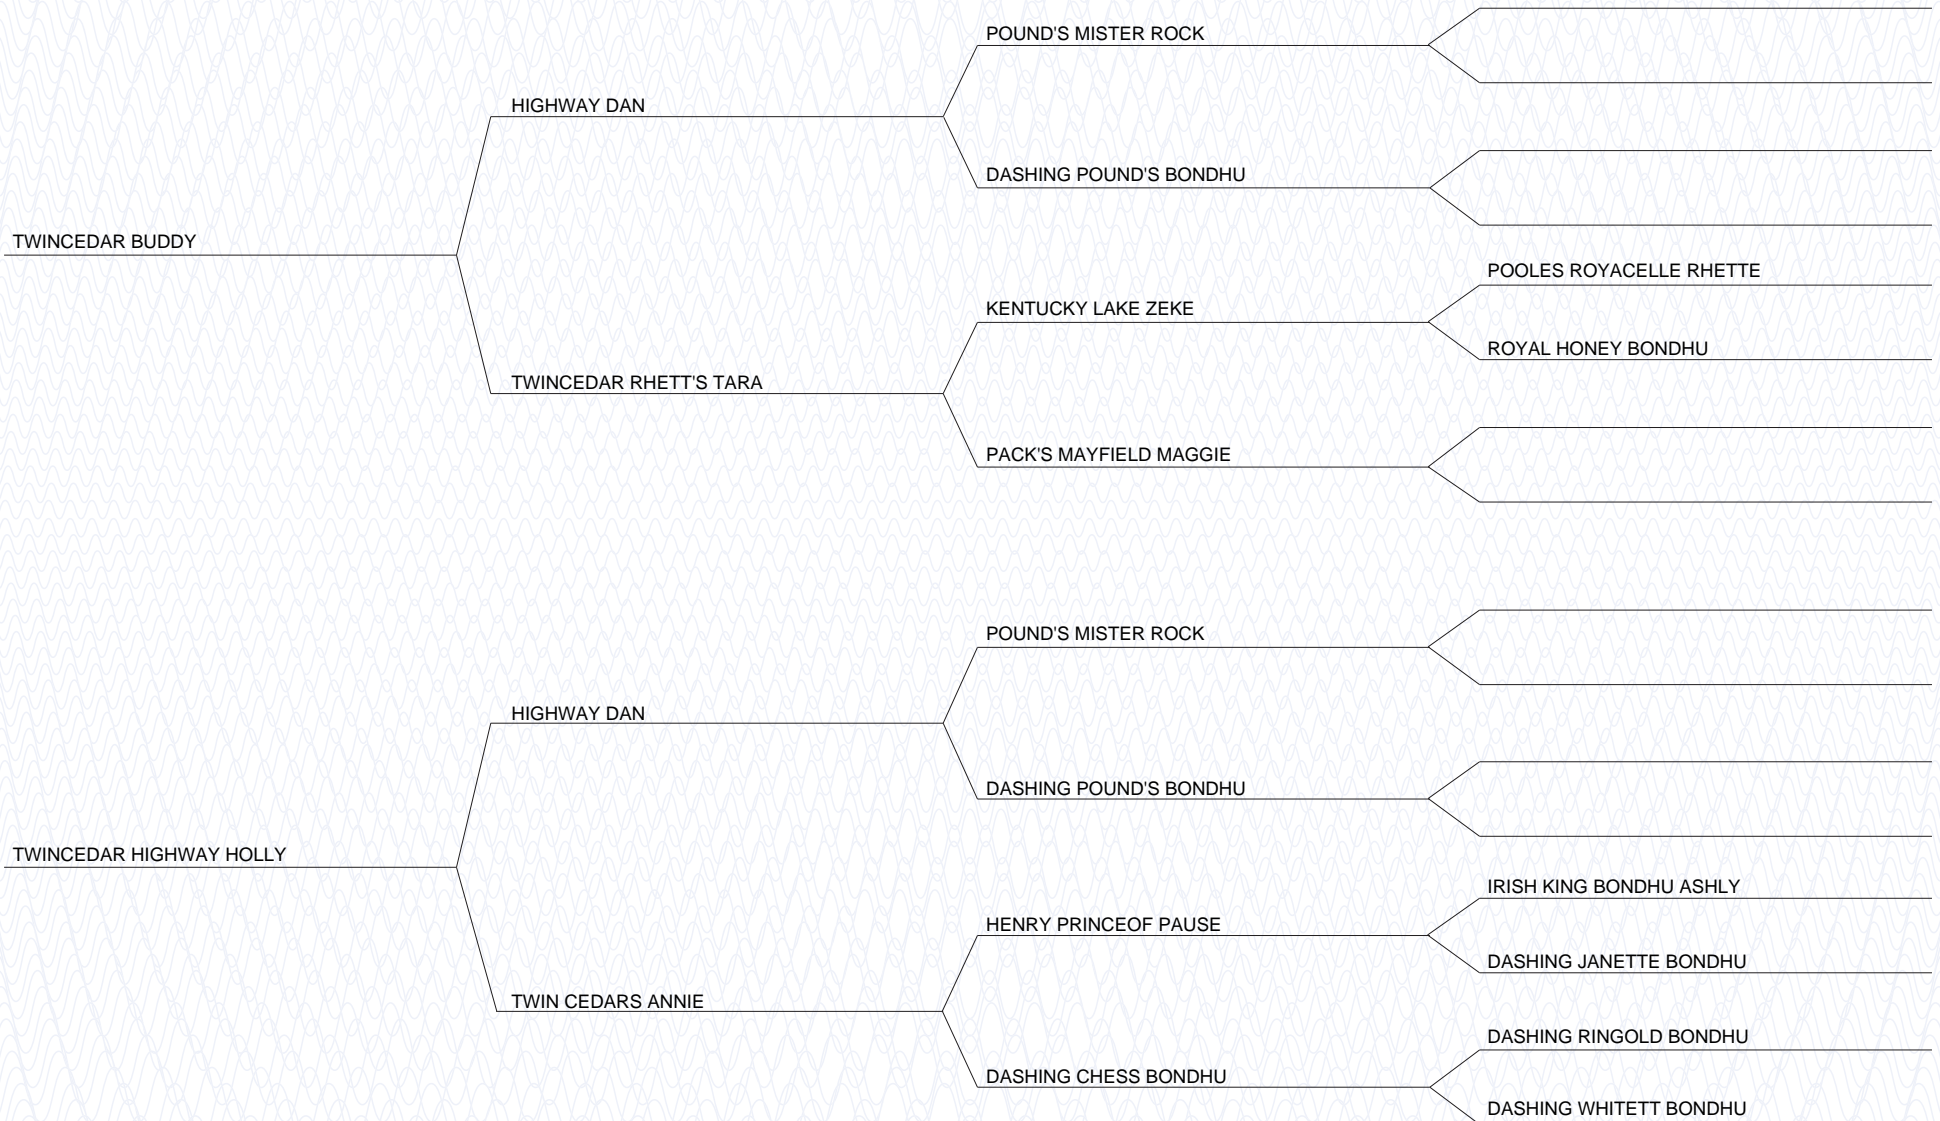 POUND'S MISTER ROCK
HIGHWAY DAN
DASHING POUND'S BONDHU
TWINCEDAR BUDDY
POOLES ROYACELLE RHETTE
KENTUCKY LAKE ZEKE
ROYAL HONEY BONDHU
TWINCEDAR RHETT'S TARA
PACK'S MAYFIELD MAGGIE
POUND'S MISTER ROCK
HIGHWAY DAN
DASHING POUND'S BONDHU
TWINCEDAR HIGHWAY HOLLY
IRISH KING BONDHU ASHLY
HENRY PRINCEOF PAUSE
DASHING JANETTE BONDHU
TWIN CEDARS ANNIE
DASHING RINGOLD BONDHU
DASHING CHESS BONDHU
DASHING WHITETT BONDHU